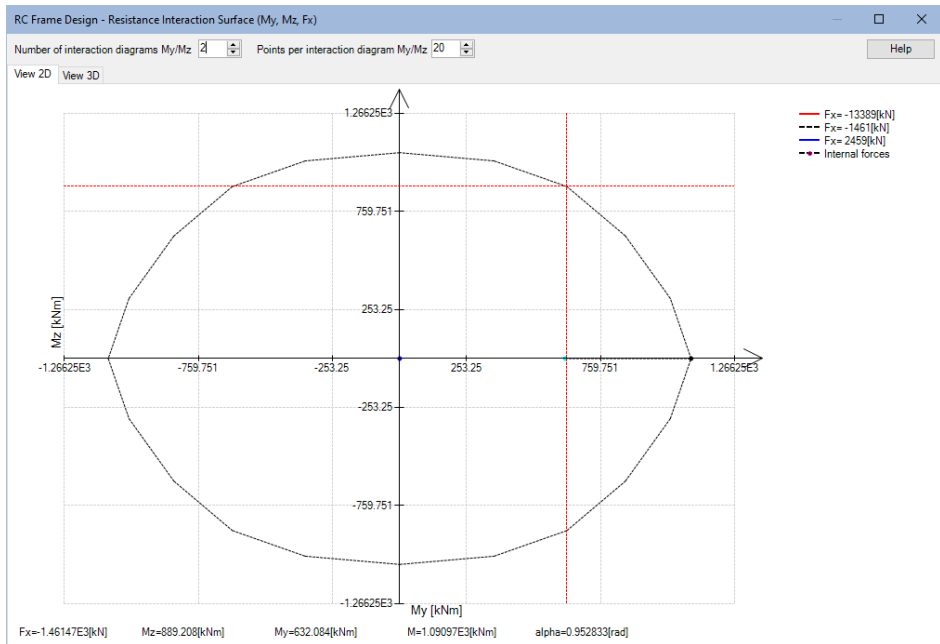 RC Frame Design - Resistance Interaction Surface (My, Mz, Fx)
Number of interaction diagrams My/Mz 2 Points per interaction diagram My/Mz 20 Help
View 2D View 3D
1.26625E3
759.751
253.25
-253.25
-759.751
-1.26625E3
Mz [kNm]
-1.26625E3 -759.751 -253.25 253.25 759.751 1.26625E3
My [kNm]
Fx= -13389[kN]
Fx= -1461[kN]
Fx= 2459[kN]
Internal forces
Fx=-1.46147E3[kN] Mz=889.208[kNm] My=632.084[kNm] M=1.09097E3[kNm] alpha=0.952833[rad]